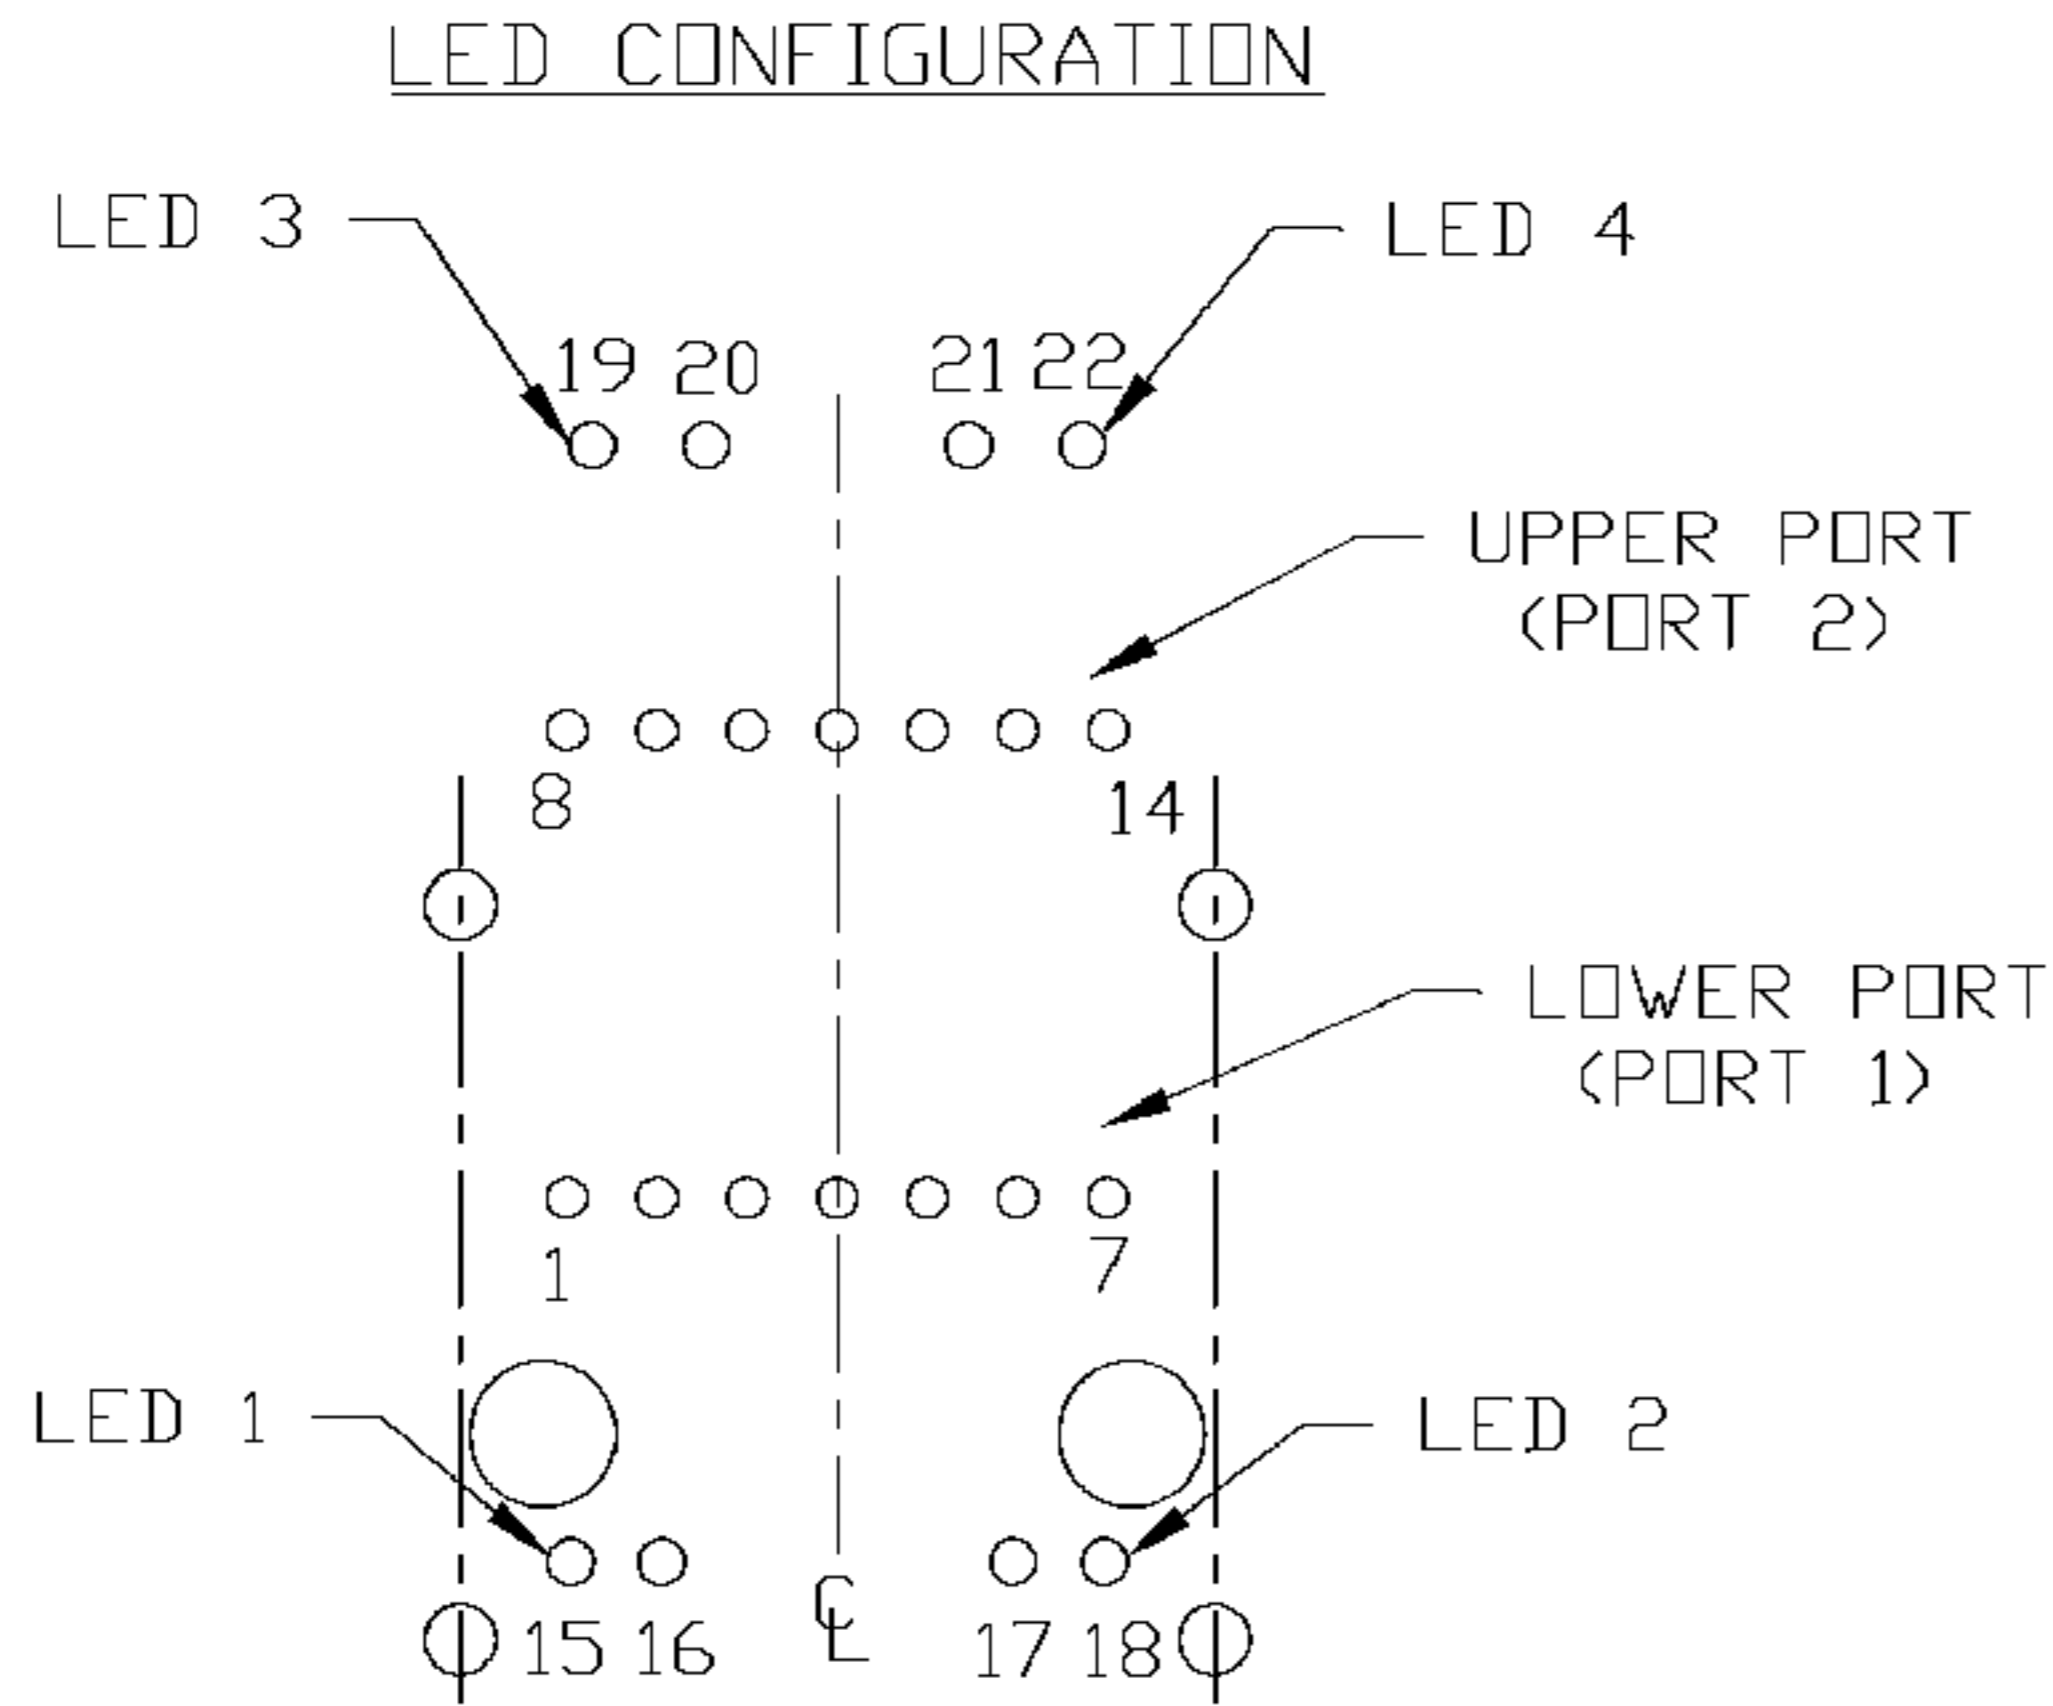 LED CONFIGURATION
LED 3
LED 4
19 20 21 22
UPPER PORT
(PORT 2)
8 14
LOWER PORT
(PORT 1)
1 7
LED 1
LED 2
15 16 ℄ 17 18